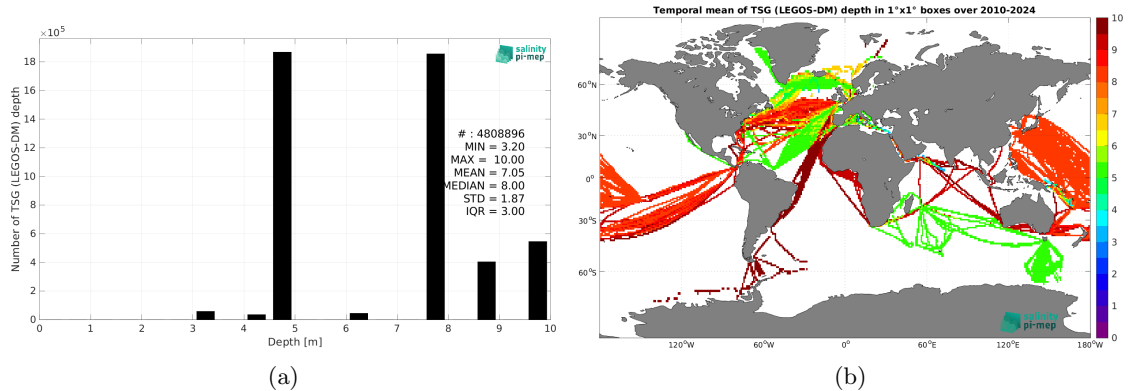 ×10⁵
18
16
14
12
10
8
6
4
2
0
Number of TSG (LEGOS-DM) depth
salinity
pi-mep
# : 4808896
MIN = 3.20
MAX = 10.00
MEAN = 7.05
MEDIAN = 8.00
STD = 1.87
IQR = 3.00
0 1 2 3 4 5 6 7 8 9 10
Depth [m]
(a)
Temporal mean of TSG (LEGOS-DM) depth in 1°x1° boxes over 2010-2024
60°N
30°N
0°
30°S
60°S
120°W 60°W 0° 60°E 120°E 180°W
salinity
pi-mep
10
9
8
7
6
5
4
3
2
1
0
(b)